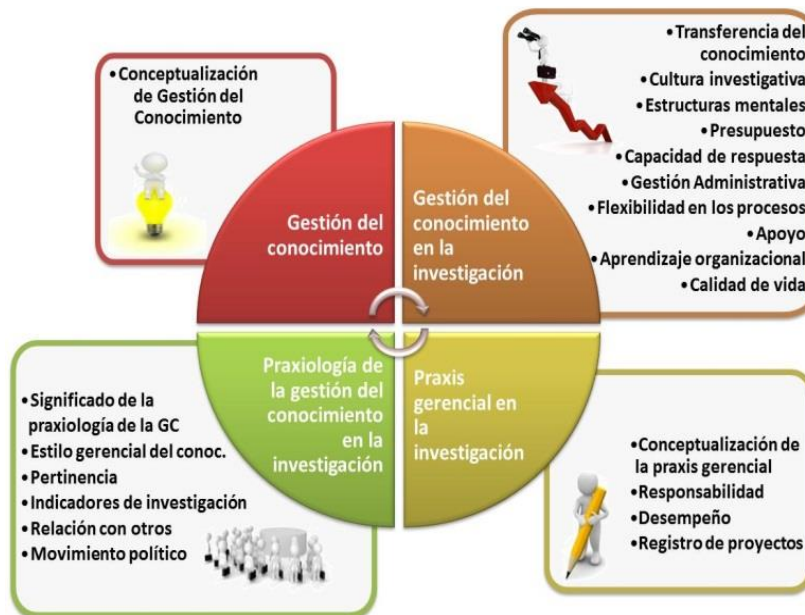 •Conceptualización
de Gestión del
Conocimiento
•Transferencia del
conocimiento
•Cultura investigativa
•Estructuras mentales
•Presupuesto
•Capacidad de respuesta
•Gestión Administrativa
•Flexibilidad en los procesos
•Apoyo
•Aprendizaje organizacional
•Calidad de vida
Gestión del
conocimiento
Gestión del
conocimiento
en la
investigación
Praxiología de
la gestión del
conocimiento
en la
investigación
Praxis
gerencial en
la
investigación
•Significado de la
praxiología de la GC
•Estilo gerencial del conoc.
•Pertinencia
•Indicadores de investigación
•Relación con otros
•Movimiento político
•Conceptualización de
la praxis gerencial
•Responsabilidad
•Desempeño
•Registro de proyectos